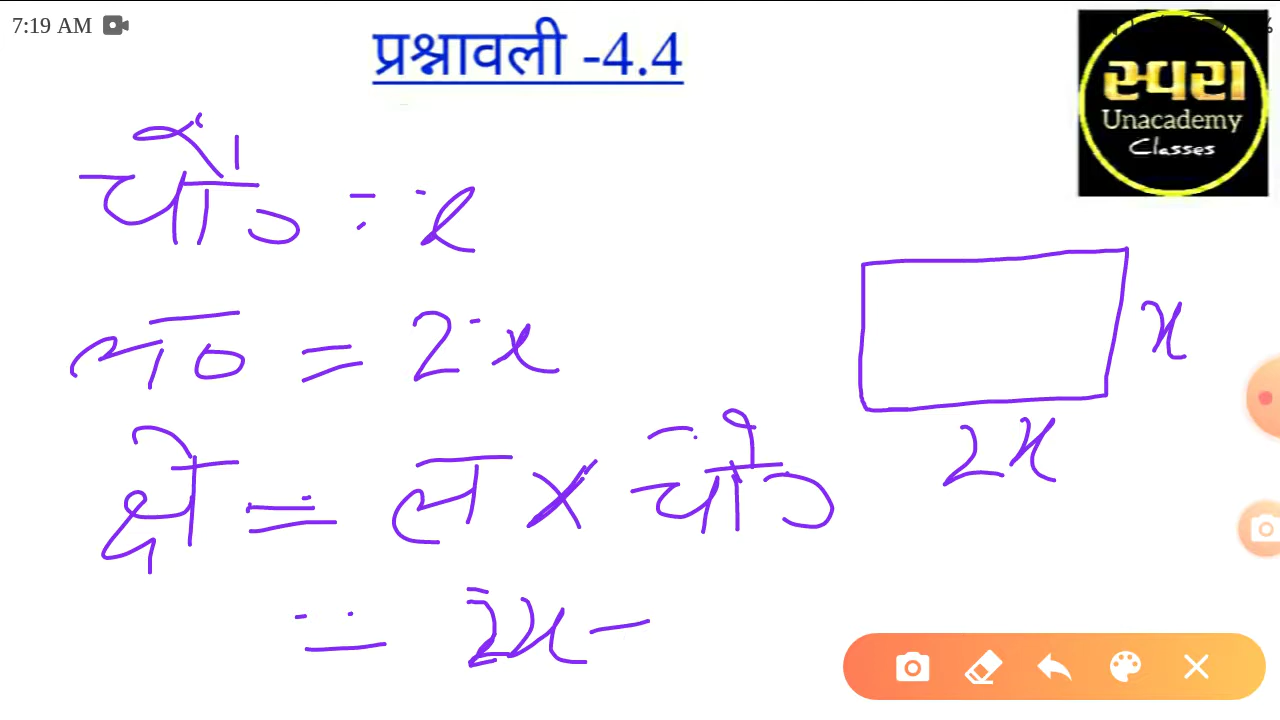 7:19 AM
प्रश्नावली -4.4
स्परा
Unacademy
Classes
चौ० = x
ल० = 2x
x
2x
क्षे = ल × चौ०
= 2x